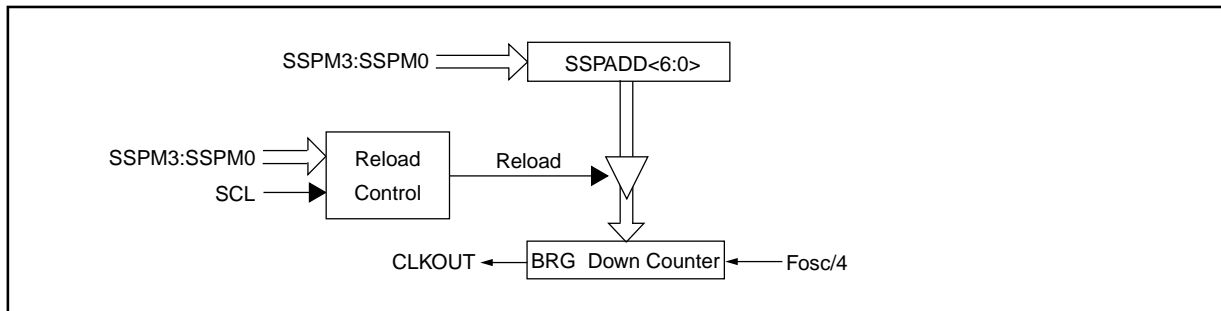 SSPM3:SSPM0
SSPADD<6:0>
SSPM3:SSPM0
SCL
Reload
Control
Reload
CLKOUT
BRG Down Counter
Fosc/4